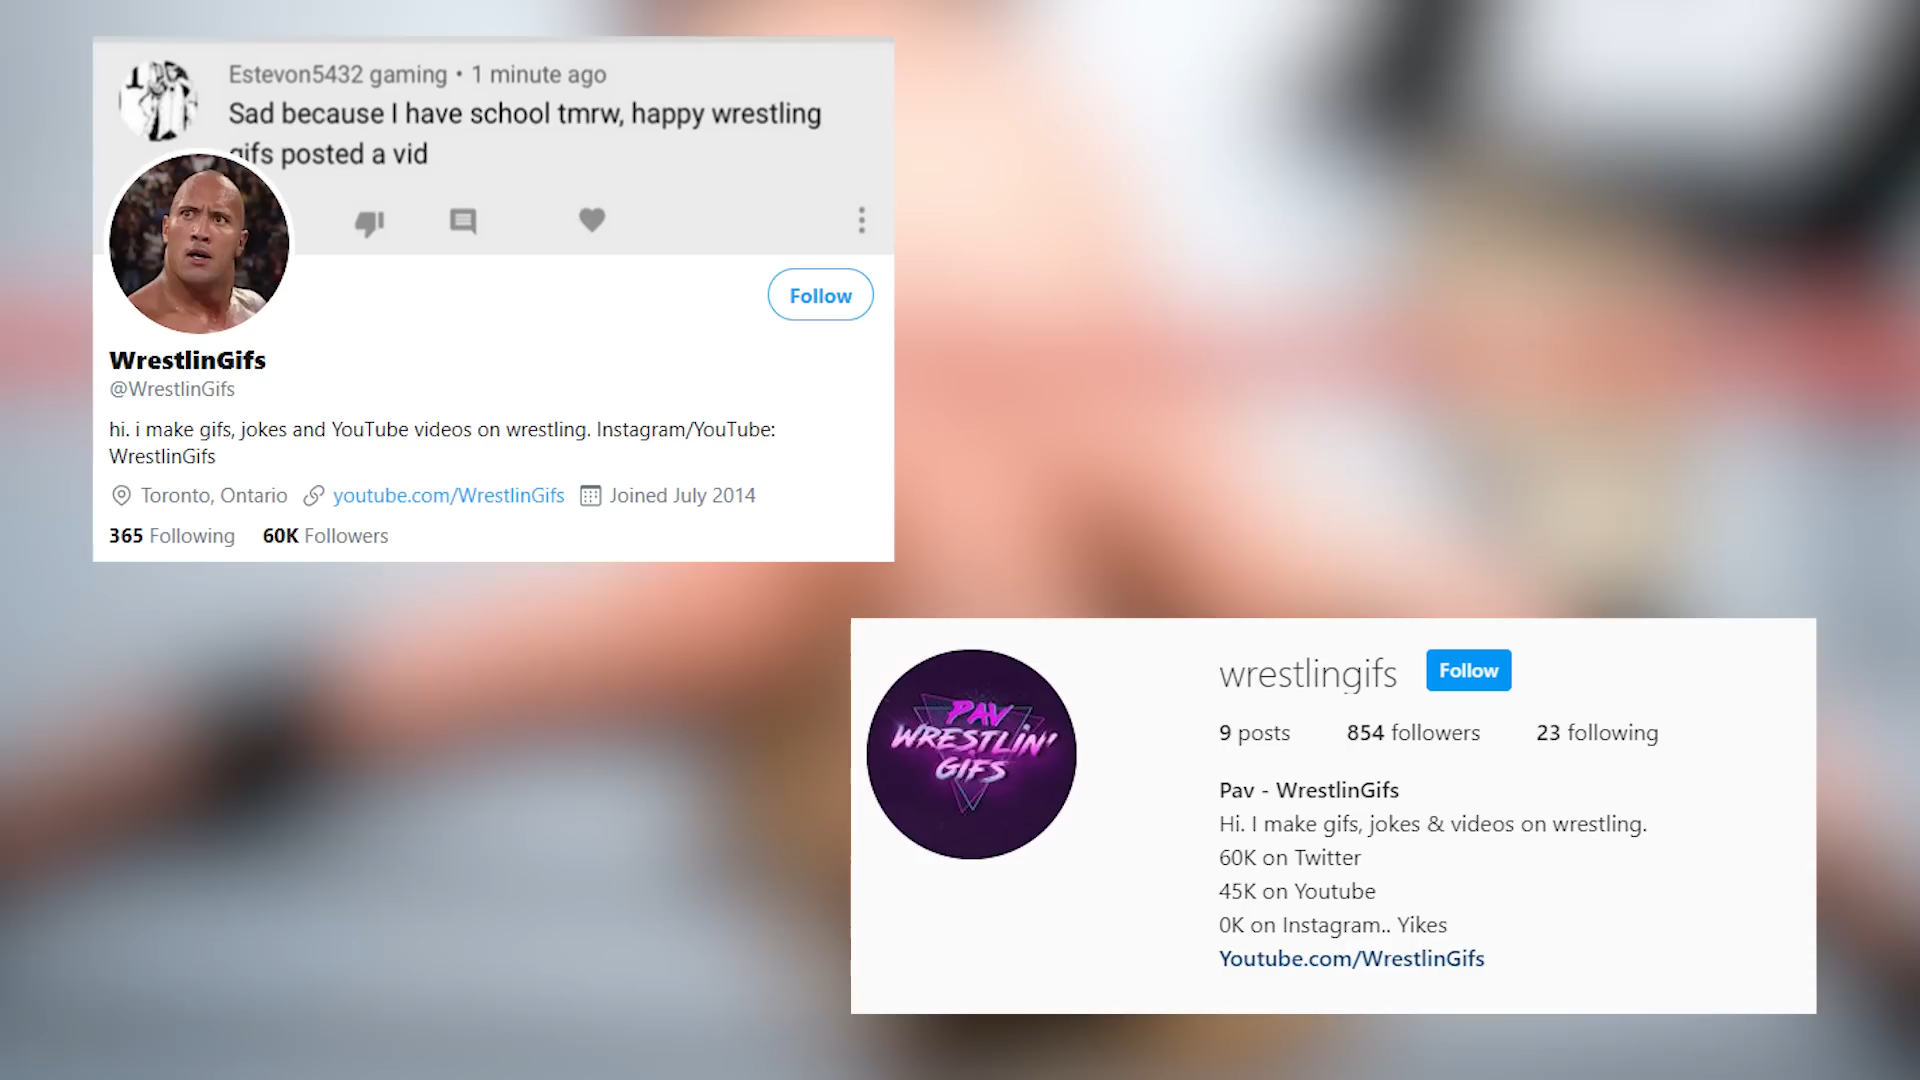 Estevon5432 gaming • 1 minute ago
Sad because I have school tmrw, happy wrestling
gifs posted a vid
Follow
WrestlinGifs
@WrestlinGifs
hi. i make gifs, jokes and YouTube videos on wrestling. Instagram/YouTube:
WrestlinGifs
Toronto, Ontario youtube.com/WrestlinGifs Joined July 2014
365 Following 60K Followers
PAV
WRESTLIN'
GIFS
wrestlingifs Follow
9 posts 854 followers 23 following
Pav - WrestlinGifs
Hi. I make gifs, jokes & videos on wrestling.
60K on Twitter
45K on Youtube
0K on Instagram.. Yikes
Youtube.com/WrestlinGifs